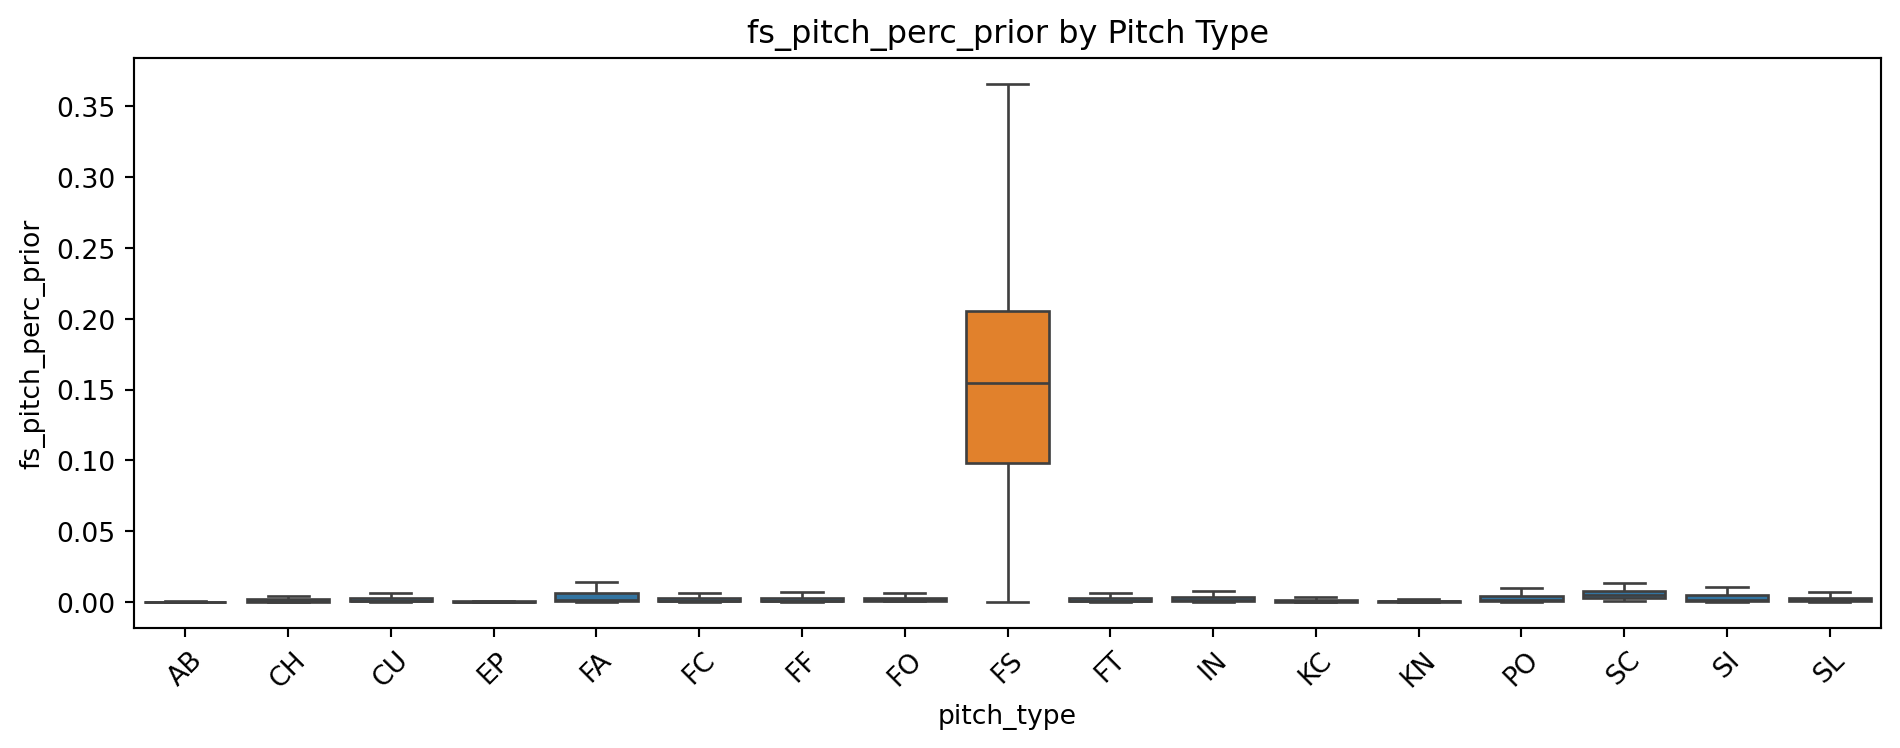 fs_pitch_perc_prior by Pitch Type
fs_pitch_perc_prior
0.35
0.30
0.25
0.20
0.15
0.10
0.05
0.00
AB CH CU EP FA FC FF FO FS FT IN KC KN PO SC SI SL
pitch_type